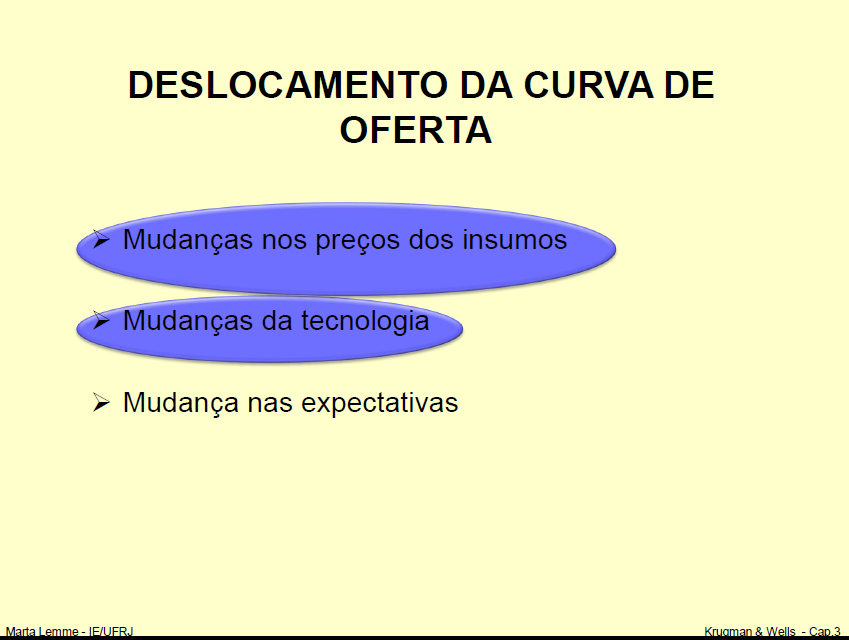 DESLOCAMENTO DA CURVA DE
OFERTA
➢ Mudanças nos preços dos insumos
➢ Mudanças da tecnologia
➢ Mudança nas expectativas
Marta Lemme - IE/UFRJ
Krugman & Wells - Cap.3